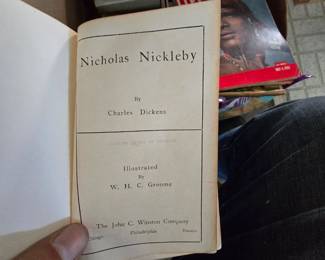 Nicholas Nickleby
By
Charles Dickens
Illustrated
By
W. H. C. Groome
The John C. Winston Company
Chicago Philadelphia Toronto